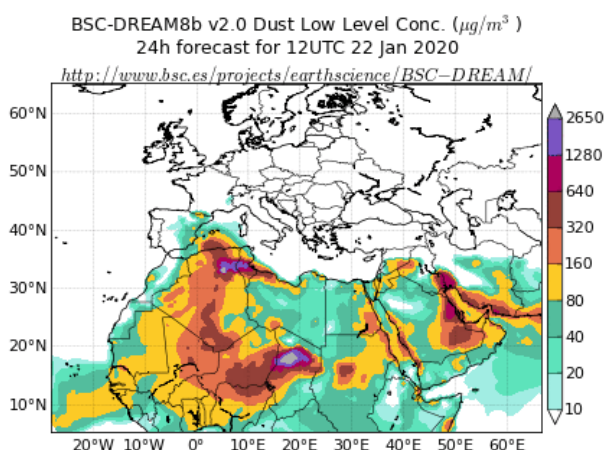 BSC-DREAM8b v2.0 Dust Low Level Conc. (μg/m³ )
24h forecast for 12UTC 22 Jan 2020
http://www.bsc.es/projects/earthscience/BSC−DREAM/
60°N
50°N
40°N
30°N
20°N
10°N
20°W 10°W 0° 10°E 20°E 30°E 40°E 50°E 60°E
2650
1280
640
320
160
80
40
20
10